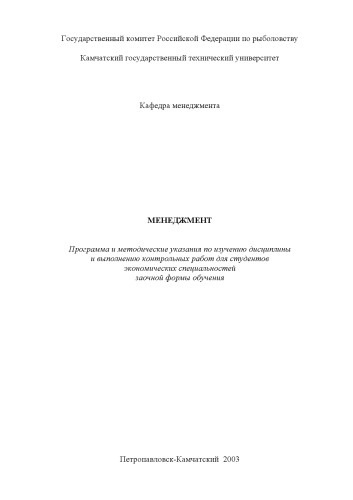 Государственный комитет Российской Федерации по рыболовству
Камчатский государственный технический университет
Кафедра менеджмента
МЕНЕДЖМЕНТ
Программа и методические указания по изучению дисциплины
и выполнению контрольных работ для студентов
экономических специальностей
заочной формы обучения
Петропавловск-Камчатский 2003